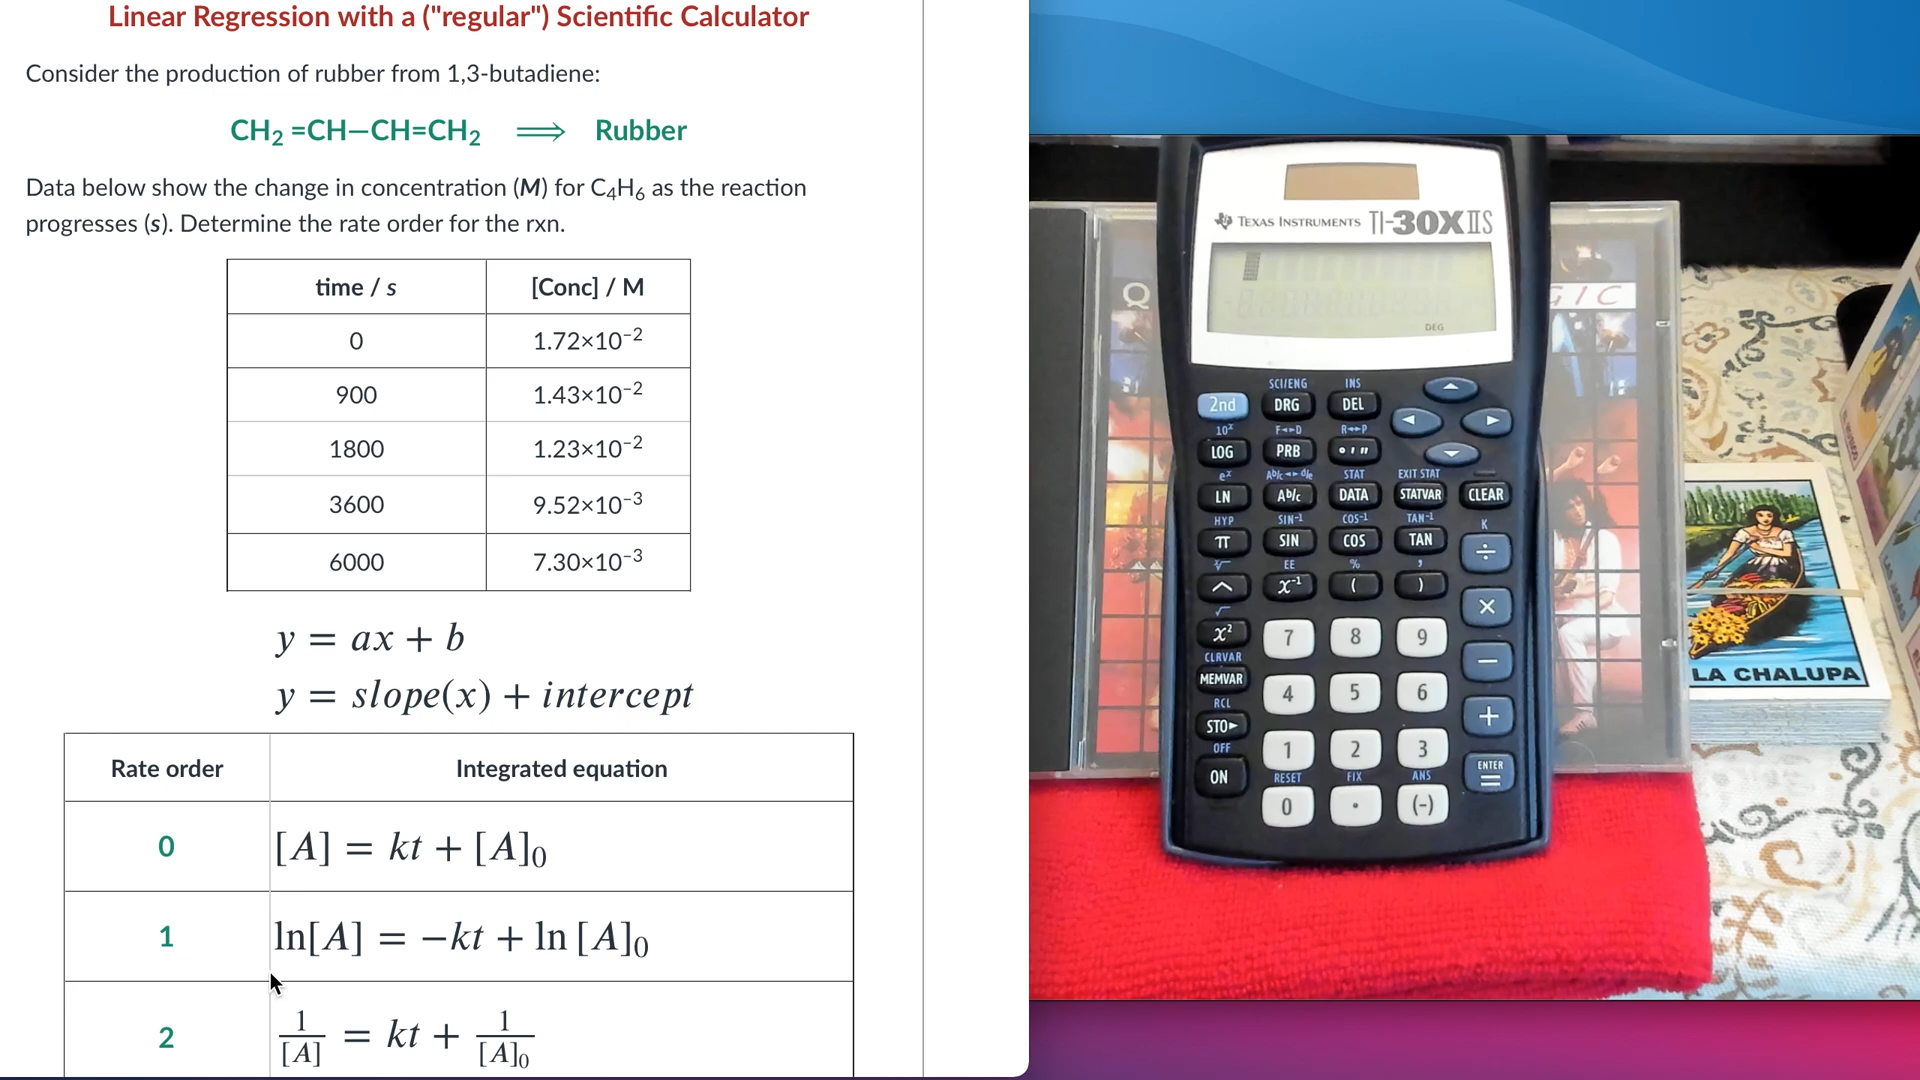 Linear Regression with a ("regular") Scientific Calculator
Consider the production of rubber from 1,3-butadiene:
CH₂ =CH—CH=CH₂ ⟹ Rubber
Data below show the change in concentration (M) for C₄H₆ as the reaction
progresses (s). Determine the rate order for the rxn.
time / s [Conc] / M
0 1.72×10⁻²
900 1.43×10⁻²
1800 1.23×10⁻²
3600 9.52×10⁻³
6000 7.30×10⁻³
y = ax + b
y = slope(x) + intercept
Rate order Integrated equation
0 [A] = kt + [A]₀
1 ln[A] = −kt + ln [A]₀
2 1/[A] = kt + 1/[A]₀
TEXAS INSTRUMENTS TI-30X IIS
DEG
SCI/ENG INS
2nd DRG DEL
10ˣ F◄►D R◄►P
LOG PRB ° ' "
eˣ Ab/c◄►d/e STAT EXIT STAT
LN Ab/c DATA STATVAR CLEAR
HYP SIN⁻¹ COS⁻¹ TAN⁻¹ K
π SIN COS TAN ÷
ˣ√ EE % ,
^ x⁻¹ ( ) ×
√
x² 7 8 9 −
CLRVAR
MEMVAR 4 5 6 +
RCL
STO► 1 2 3
OFF RESET FIX ANS ENTER
ON 0 . (-) =
Q
GIC
LA CHALUPA